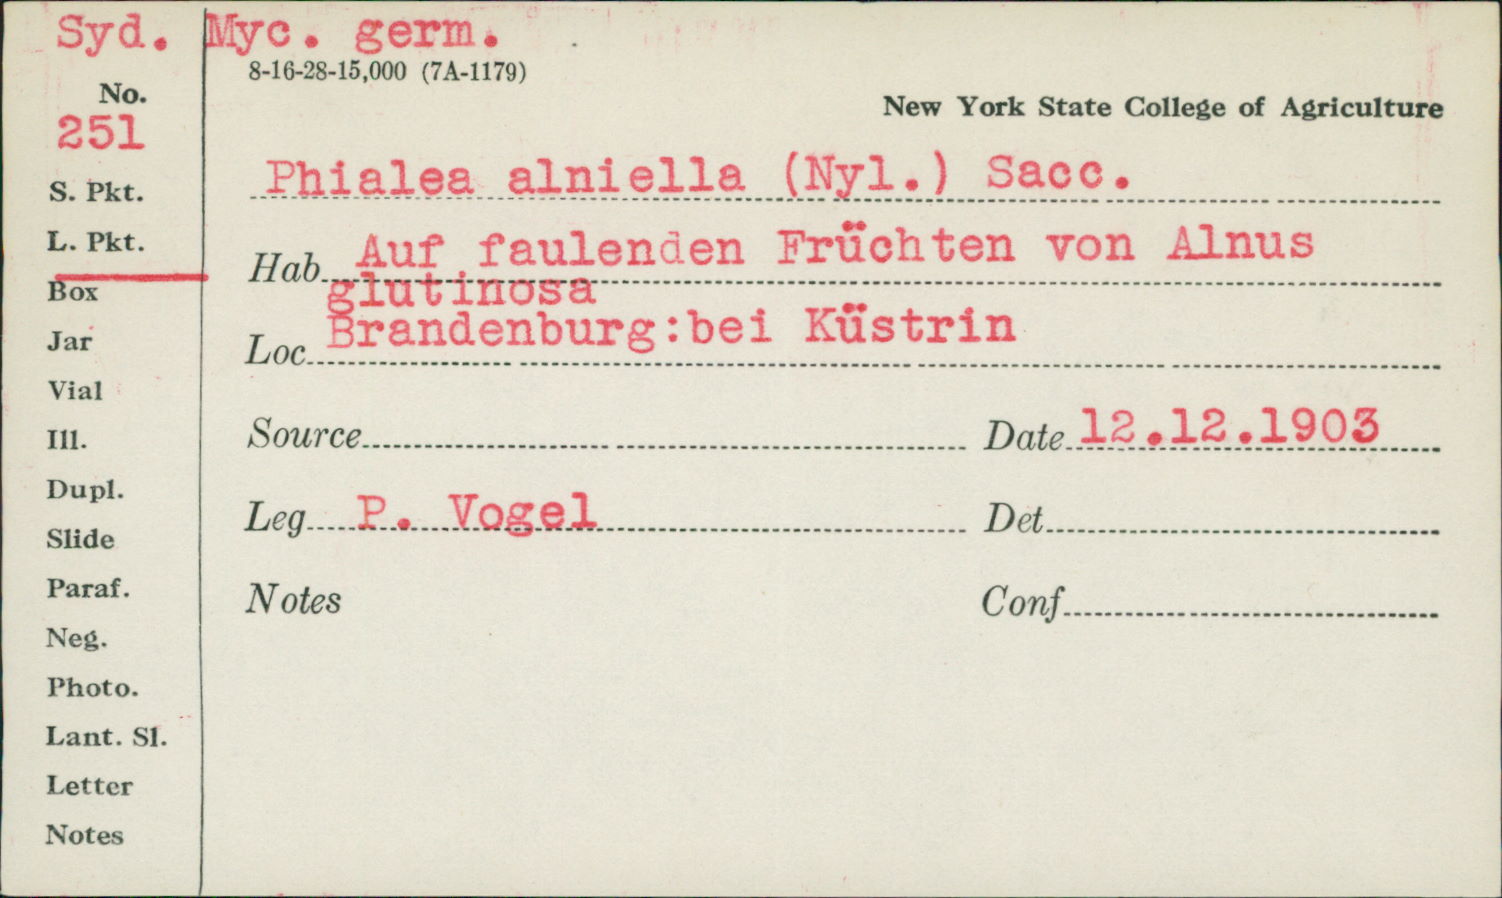 Syd. Myc. germ.
8-16-28-15,000 (7A-1179)
No.
251
New York State College of Agriculture
S. Pkt.
L. Pkt.
Box
Jar
Vial
Ill.
Dupl.
Slide
Paraf.
Neg.
Photo.
Lant. Sl.
Letter
Notes
Phialea alniella (Nyl.) Sacc.
Hab. Auf faulenden Früchten von Alnus
glutinosa
Loc. Brandenburg:bei Küstrin
Source
Date 12.12.1903
Leg. P. Vogel
Det.
Notes
Conf.